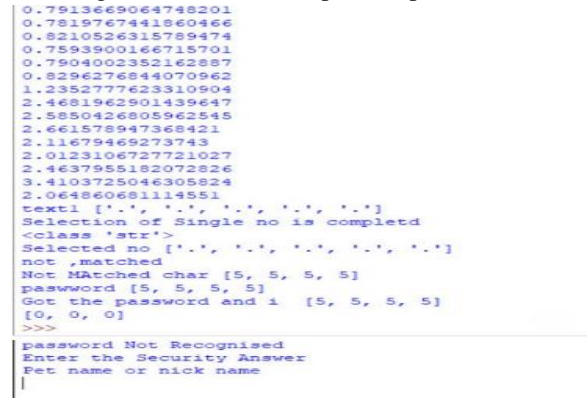 0.7913669064748201
0.7819767441860466
0.8210526315789474
0.7593900166715701
0.7904002352162887
0.8296276844070962
1.2352777623310904
2.4681962901439647
2.5850426805962545
2.661578947368421
2.11679469273743
2.0123106727721027
2.4637955182072826
3.4103725046305824
2.064860681114551
text1 ['.', '.', '.', '.', '.']
Selection of Single no is completd
<class 'str'>
Selected no ['.', '.', '.', '.', '.']
not ,matched
Not MAtched char [5, 5, 5, 5]
paswword [5, 5, 5, 5]
Got the password and i  [5, 5, 5, 5]
[0, 0, 0]
>>>
password Not Recognised
Enter the Security Answer
Pet name or nick name